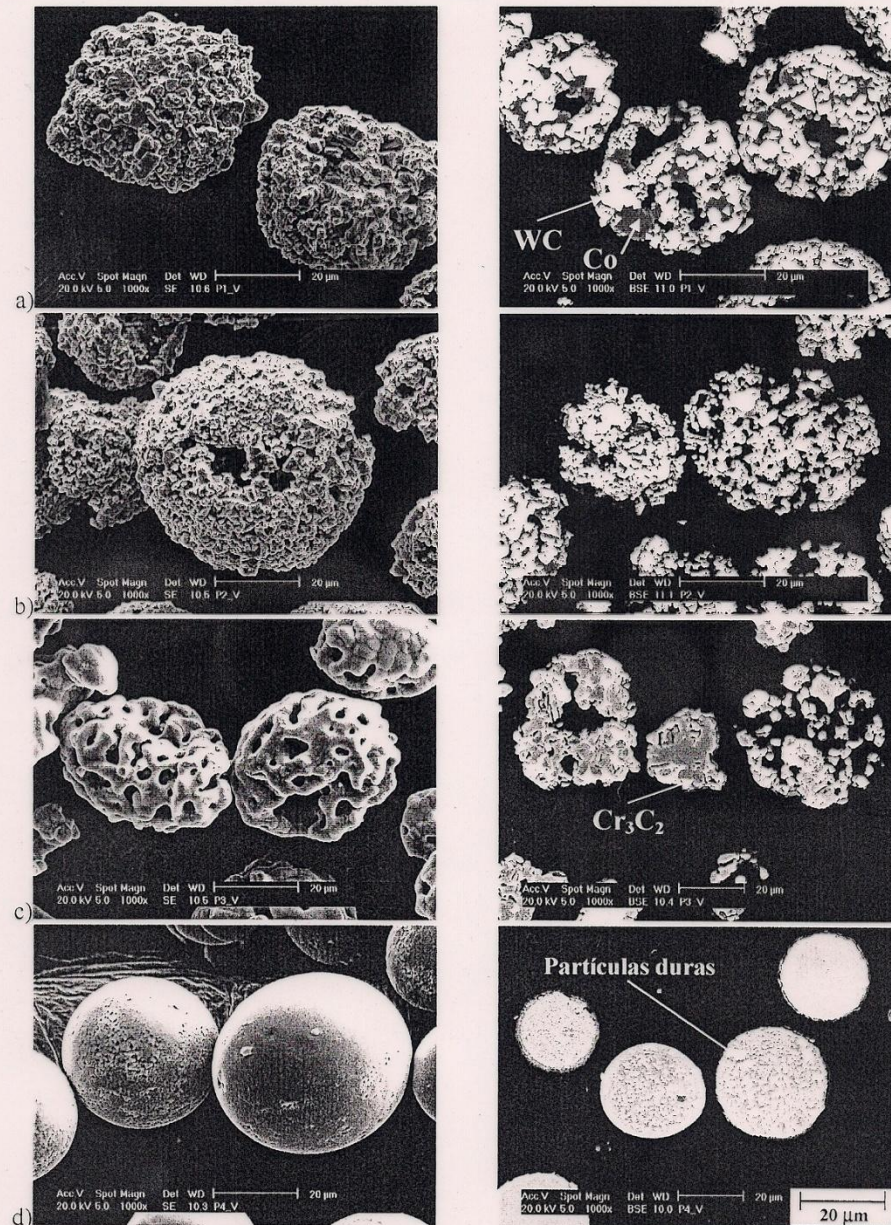 WC
Co
Acc.V Spot Magn Det WD 20 µm
20.0 kV 5.0 1000x SE 10.6 P1_V
Acc.V Spot Magn Det WD 20 µm
20.0 kV 5.0 1000x BSE 11.0 P1_V
a)
Acc.V Spot Magn Det WD 20 µm
20.0 kV 5.0 1000x SE 10.5 P2_V
Acc.V Spot Magn Det WD 20 µm
20.0 kV 5.0 1000x BSE 11.1 P2_V
b)
Cr₃C₂
Acc.V Spot Magn Det WD 20 µm
20.0 kV 5.0 1000x SE 10.5 P3_V
Acc.V Spot Magn Det WD 20 µm
20.0 kV 5.0 1000x BSE 10.4 P3_V
c)
Partículas duras
Acc.V Spot Magn Det WD 20 µm
20.0 kV 5.0 1000x SE 10.3 P4_V
Acc.V Spot Magn Det WD 20 µm
20.0 kV 5.0 1000x BSE 10.0 P4_V
20 µm
d)